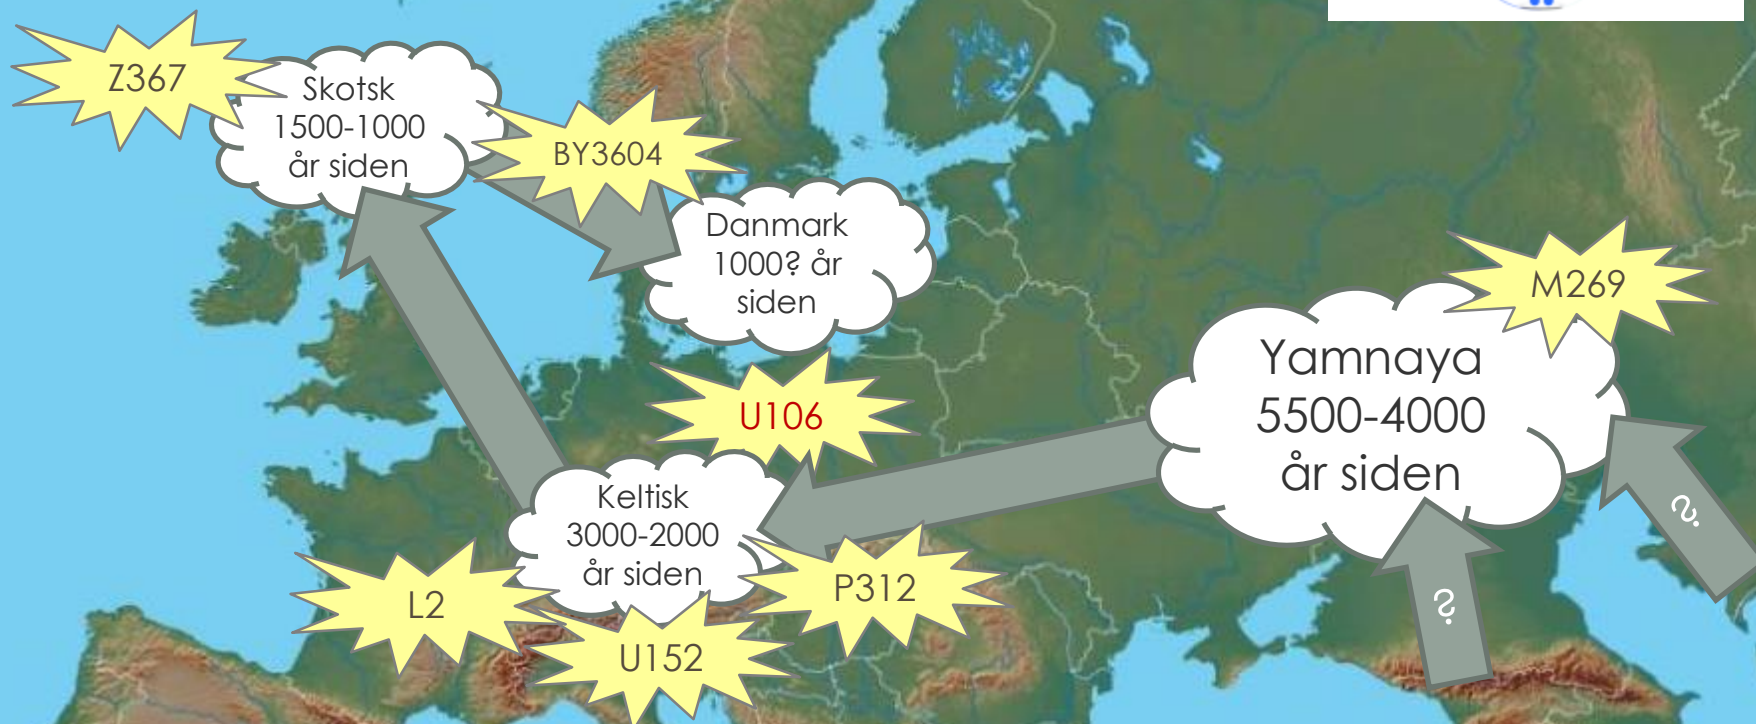 Z367
Skotsk
1500-1000
år siden
BY3604
Danmark
1000? år
siden
M269
Yamnaya
5500-4000
år siden
U106
Keltisk
3000-2000
år siden
L2
P312
U152
?
?